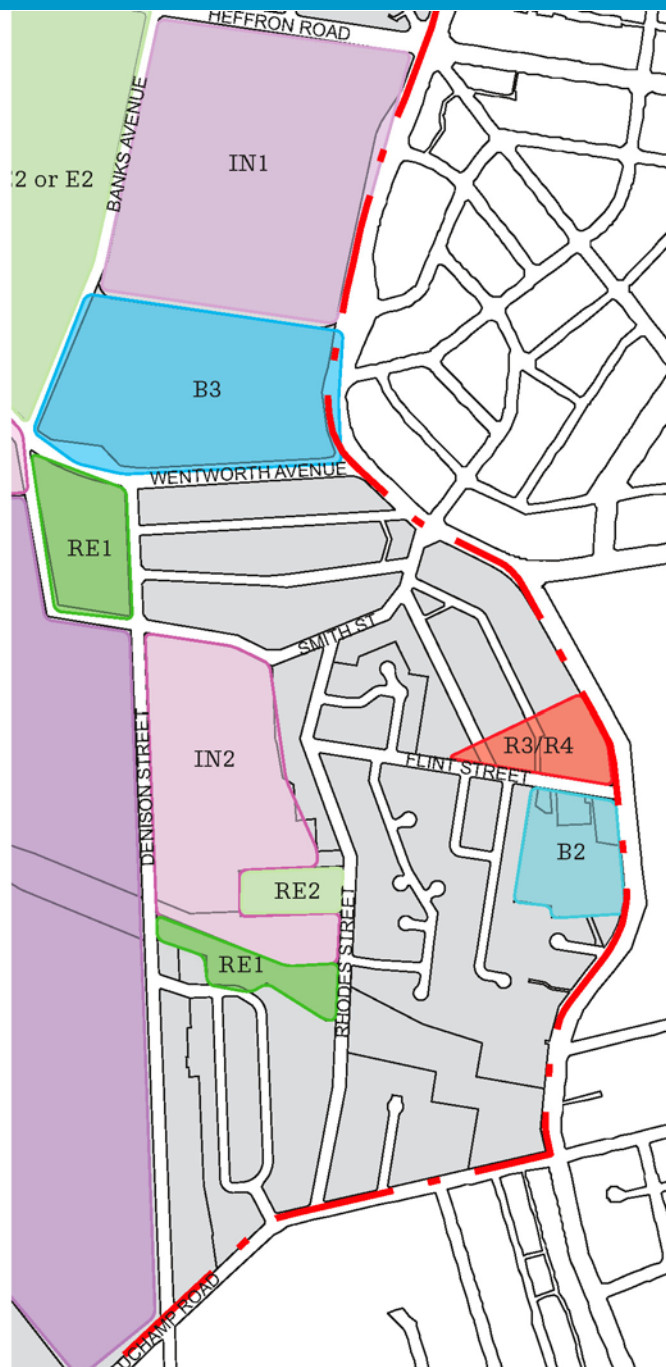 HEFFRON ROAD
BANKS AVENUE
IN1
2 or E2
B3
WENTWORTH AVENUE
RE1
SMITH ST
DENISON STREET
IN2
R3/R4
FLINT STREET
B2
RE2
RE1
RHODES STREET
UCHAMP ROAD